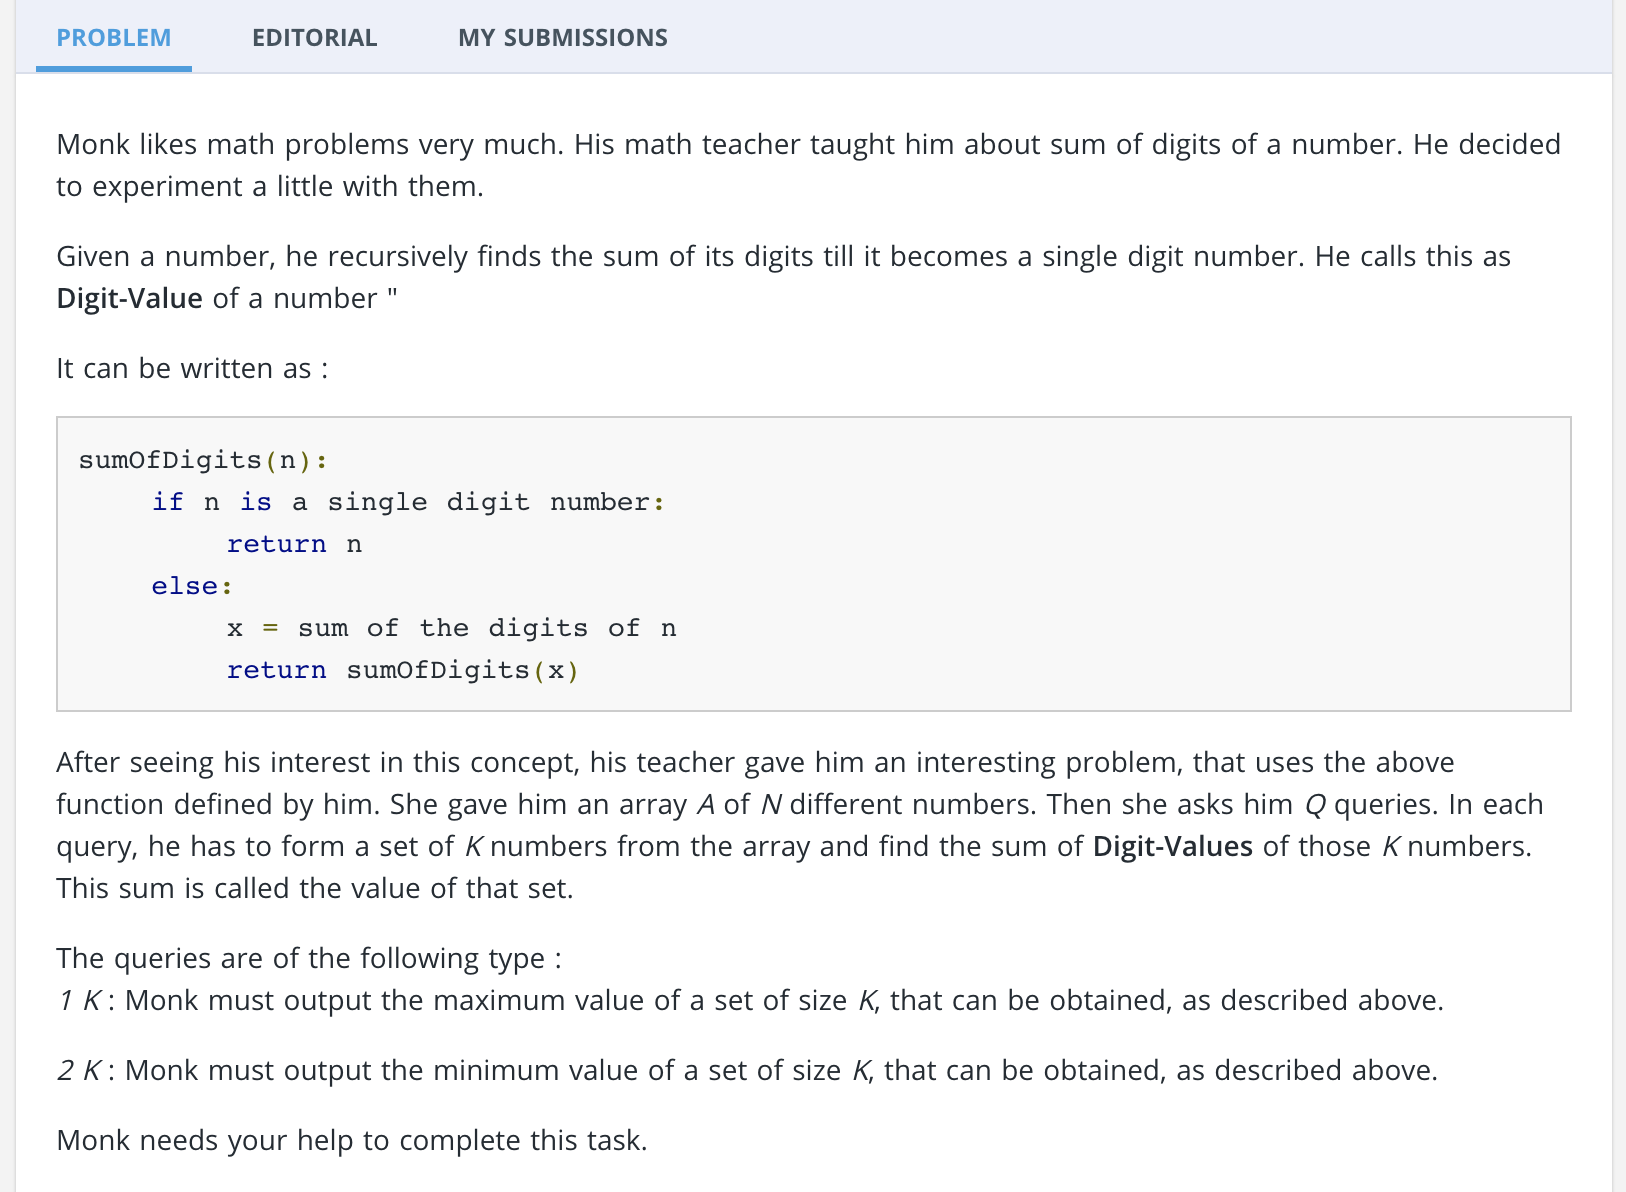 PROBLEM EDITORIAL MY SUBMISSIONS
Monk likes math problems very much. His math teacher taught him about sum of digits of a number. He decided
to experiment a little with them.
Given a number, he recursively finds the sum of its digits till it becomes a single digit number. He calls this as
Digit-Value of a number "
It can be written as :
sumOfDigits(n):
if n is a single digit number:
return n
else:
x = sum of the digits of n
return sumOfDigits(x)
After seeing his interest in this concept, his teacher gave him an interesting problem, that uses the above
function defined by him. She gave him an array A of N different numbers. Then she asks him Q queries. In each
query, he has to form a set of K numbers from the array and find the sum of Digit-Values of those K numbers.
This sum is called the value of that set.
The queries are of the following type :
1 K : Monk must output the maximum value of a set of size K, that can be obtained, as described above.
2 K : Monk must output the minimum value of a set of size K, that can be obtained, as described above.
Monk needs your help to complete this task.